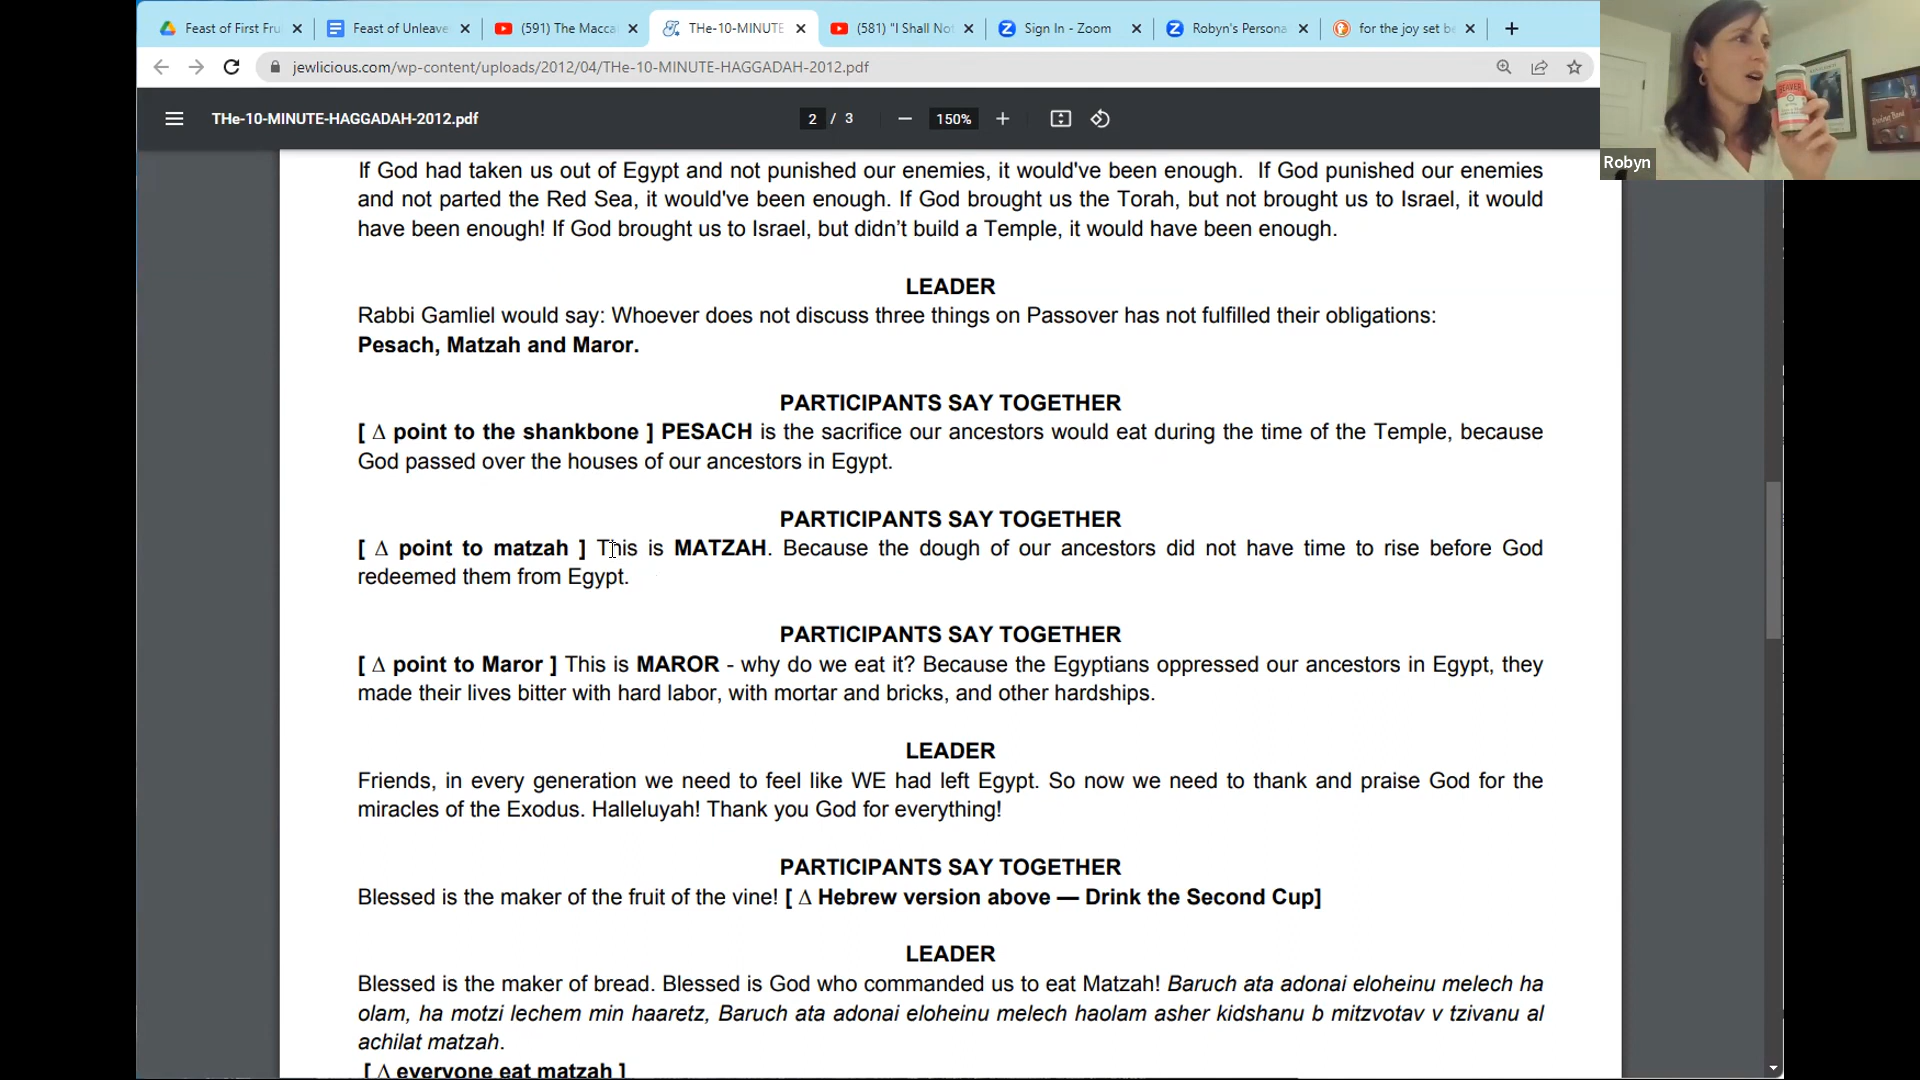 Feast of First Fru
Feast of Unleave
(591) The Macca
THe-10-MINUTE
(581) "I Shall Not
Sign In - Zoom
Robyn's Persona
for the joy set be
jewlicious.com/wp-content/uploads/2012/04/THe-10-MINUTE-HAGGADAH-2012.pdf
THe-10-MINUTE-HAGGADAH-2012.pdf
2 / 3
150%
BEAVER
Robyn
If God had taken us out of Egypt and not punished our enemies, it would've been enough. If God punished our enemies
and not parted the Red Sea, it would've been enough. If God brought us the Torah, but not brought us to Israel, it would
have been enough! If God brought us to Israel, but didn’t build a Temple, it would have been enough.
LEADER
Rabbi Gamliel would say: Whoever does not discuss three things on Passover has not fulfilled their obligations:
Pesach, Matzah and Maror.
PARTICIPANTS SAY TOGETHER
[ Δ point to the shankbone ] PESACH is the sacrifice our ancestors would eat during the time of the Temple, because
God passed over the houses of our ancestors in Egypt.
PARTICIPANTS SAY TOGETHER
[ Δ point to matzah ] This is MATZAH. Because the dough of our ancestors did not have time to rise before God
redeemed them from Egypt.
PARTICIPANTS SAY TOGETHER
[ Δ point to Maror ] This is MAROR - why do we eat it? Because the Egyptians oppressed our ancestors in Egypt, they
made their lives bitter with hard labor, with mortar and bricks, and other hardships.
LEADER
Friends, in every generation we need to feel like WE had left Egypt. So now we need to thank and praise God for the
miracles of the Exodus. Halleluyah! Thank you God for everything!
PARTICIPANTS SAY TOGETHER
Blessed is the maker of the fruit of the vine! [ Δ Hebrew version above — Drink the Second Cup]
LEADER
Blessed is the maker of bread. Blessed is God who commanded us to eat Matzah! Baruch ata adonai eloheinu melech ha
olam, ha motzi lechem min haaretz, Baruch ata adonai eloheinu melech haolam asher kidshanu b mitzvotav v tzivanu al
achilat matzah.
[ Δ everyone eat matzah ]